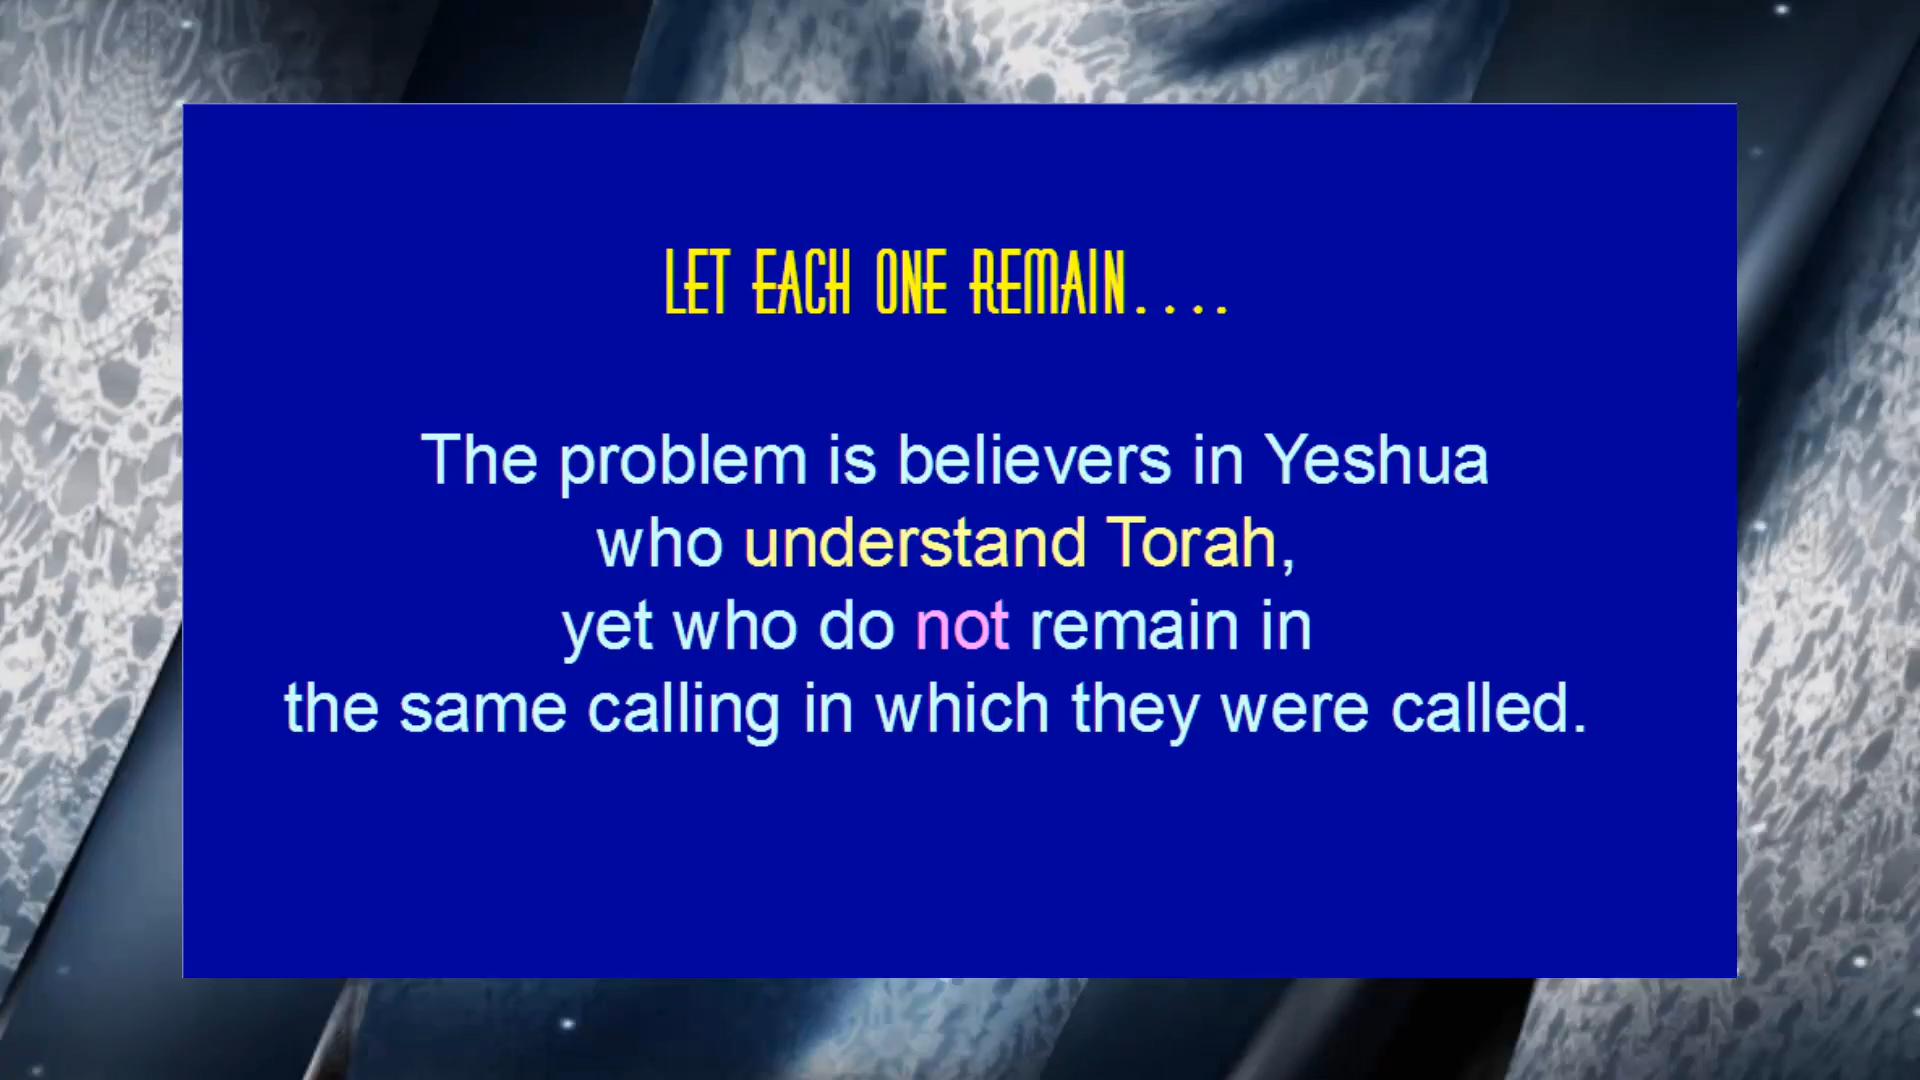 LET EACH ONE REMAIN....
The problem is believers in Yeshua
who understand Torah,
yet who do not remain in
the same calling in which they were called.